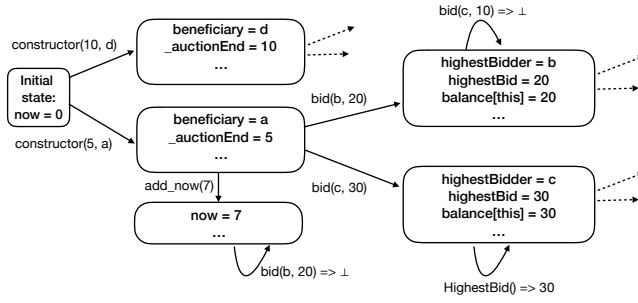 bid(c, 10) => ⊥
constructor(10, d)
beneficiary = d
_auctionEnd = 10
...
Initial
state:
now = 0
highestBidder = b
highestBid = 20
balance[this] = 20
...
bid(b, 20)
beneficiary = a
_auctionEnd = 5
...
constructor(5, a)
add_now(7)
bid(c, 30)
highestBidder = c
highestBid = 30
balance[this] = 30
...
now = 7
...
bid(b, 20) => ⊥
HighestBid() => 30